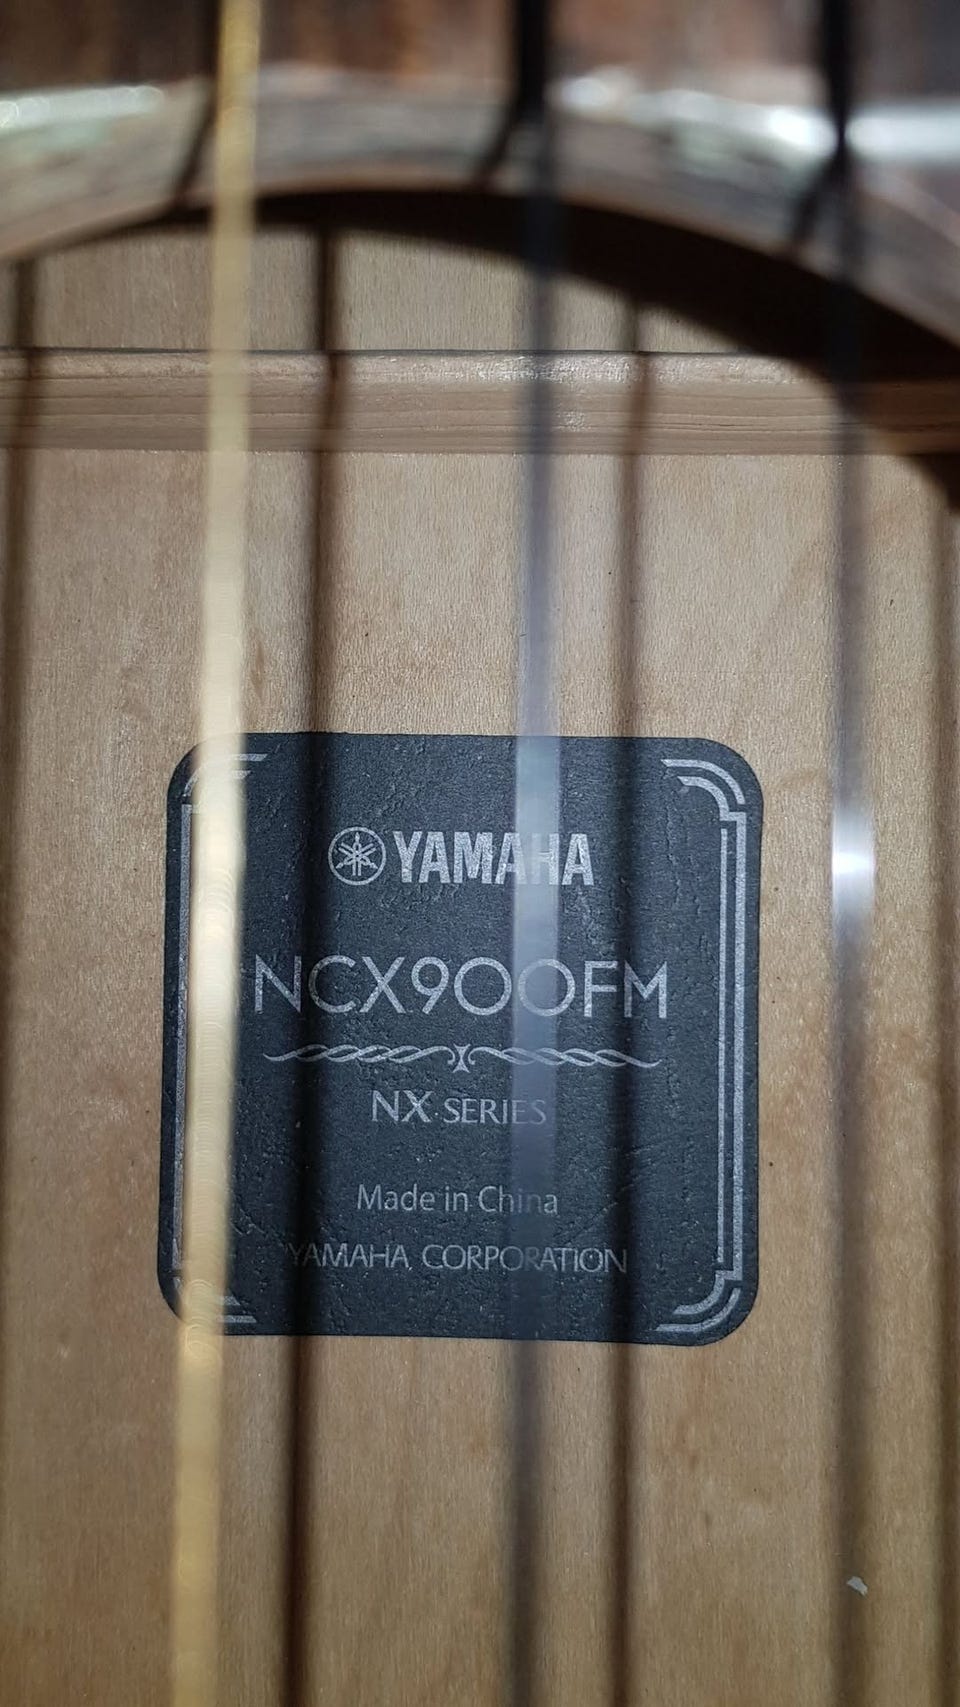 YAMAHA
NCX900FM
NX SERIES
Made in China
YAMAHA CORPORATION